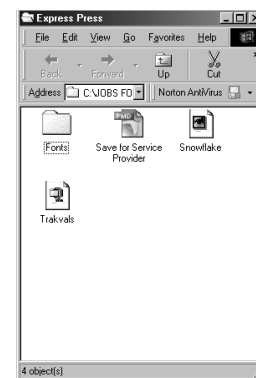 Express Press
File Edit View Go Favorites Help
Back Forward Up Cut
Address C:\JOBS FO Norton AntiVirus
PMD
Fonts Save for Service Snowflake
Provider
Trakvals
4 object(s)